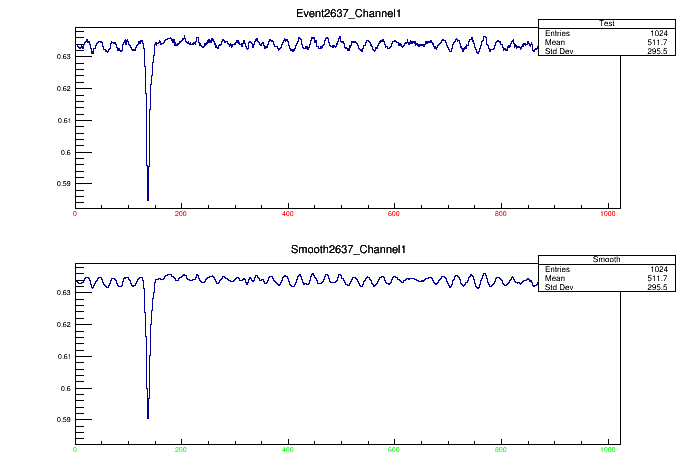 Event2637_Channel1
Test
Entries 1024
Mean 511.7
Std Dev 295.5
0.63
0.62
0.61
0.6
0.59
0 200 400 600 800 1000
Smooth2637_Channel1
Smooth
Entries 1024
Mean 511.7
Std Dev 295.5
0.63
0.62
0.61
0.6
0.59
0 200 400 600 800 1000